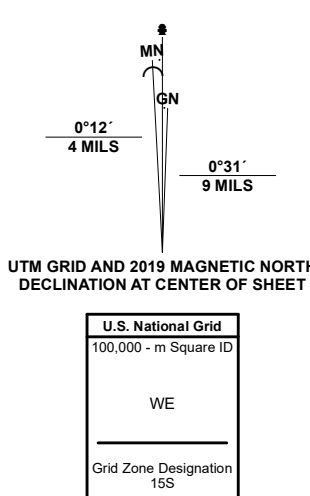 MN
GN
0°12´
4 MILS
0°31´
9 MILS
UTM GRID AND 2019 MAGNETIC NORTH
DECLINATION AT CENTER OF SHEET
U.S. National Grid
100,000 - m Square ID
WE
Grid Zone Designation
15S